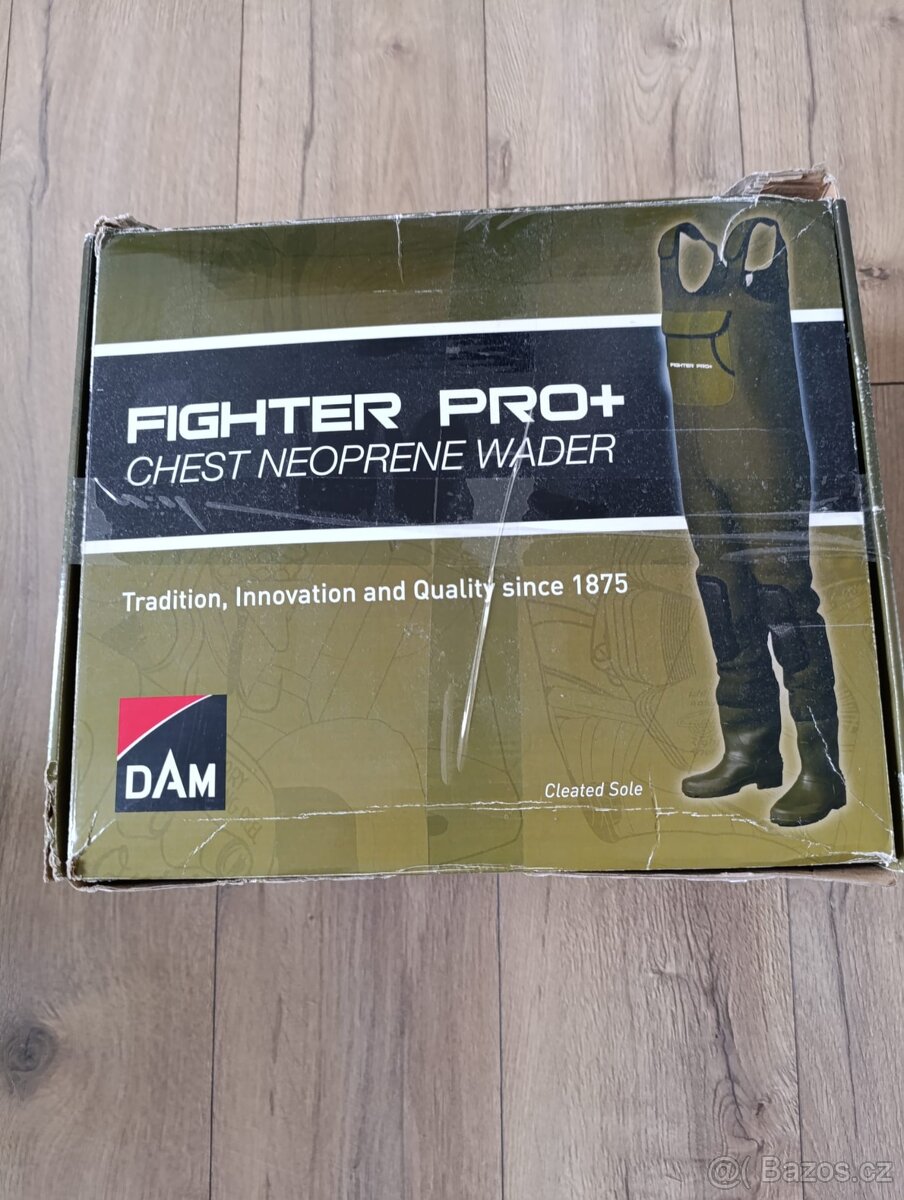 FIGHTER PRO+
FIGHTER PRO+
CHEST NEOPRENE WADER
Tradition, Innovation and Quality since 1875
DAM
Cleated Sole
@( Bazos.cz